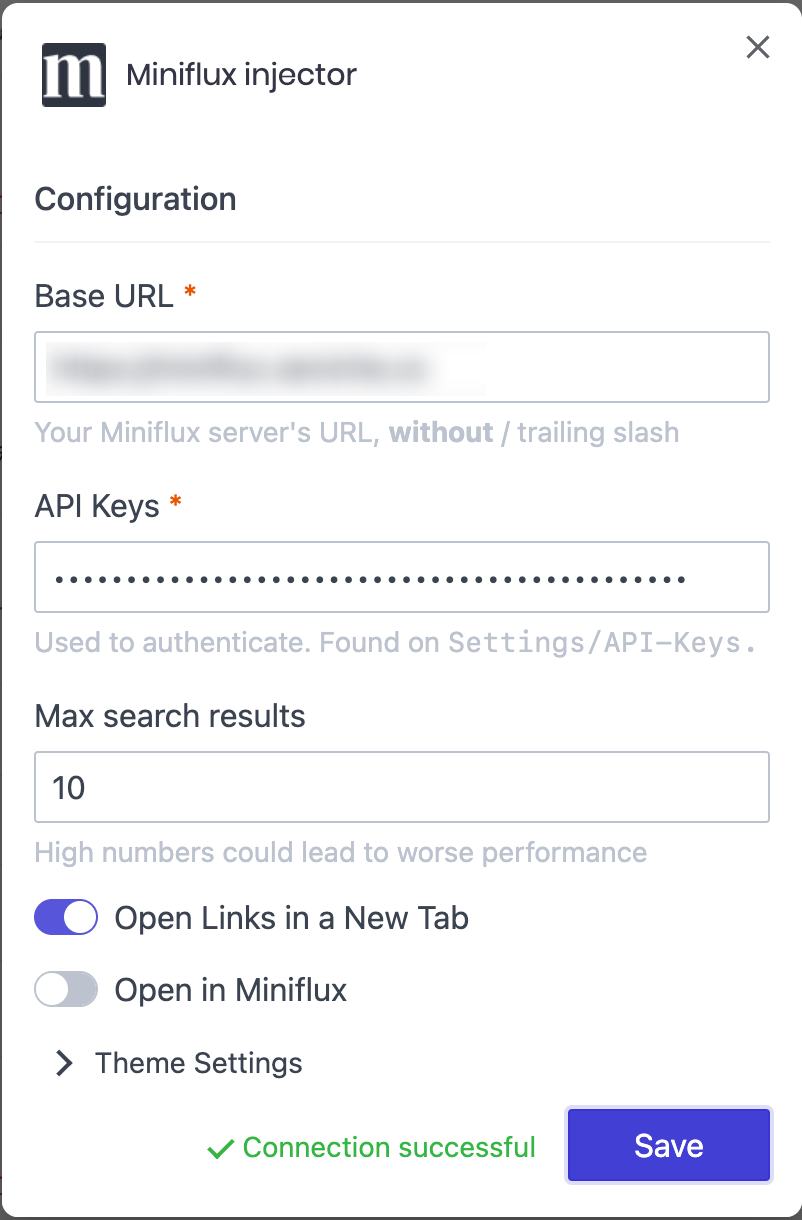 m Miniflux injector
Configuration
Base URL *
Your Miniflux server's URL, without / trailing slash
API Keys *
••••••••••••••••••••••••••••••••••••••••••••
Used to authenticate. Found on Settings/API-Keys.
Max search results
10
High numbers could lead to worse performance
Open Links in a New Tab
Open in Miniflux
Theme Settings
Connection successful Save